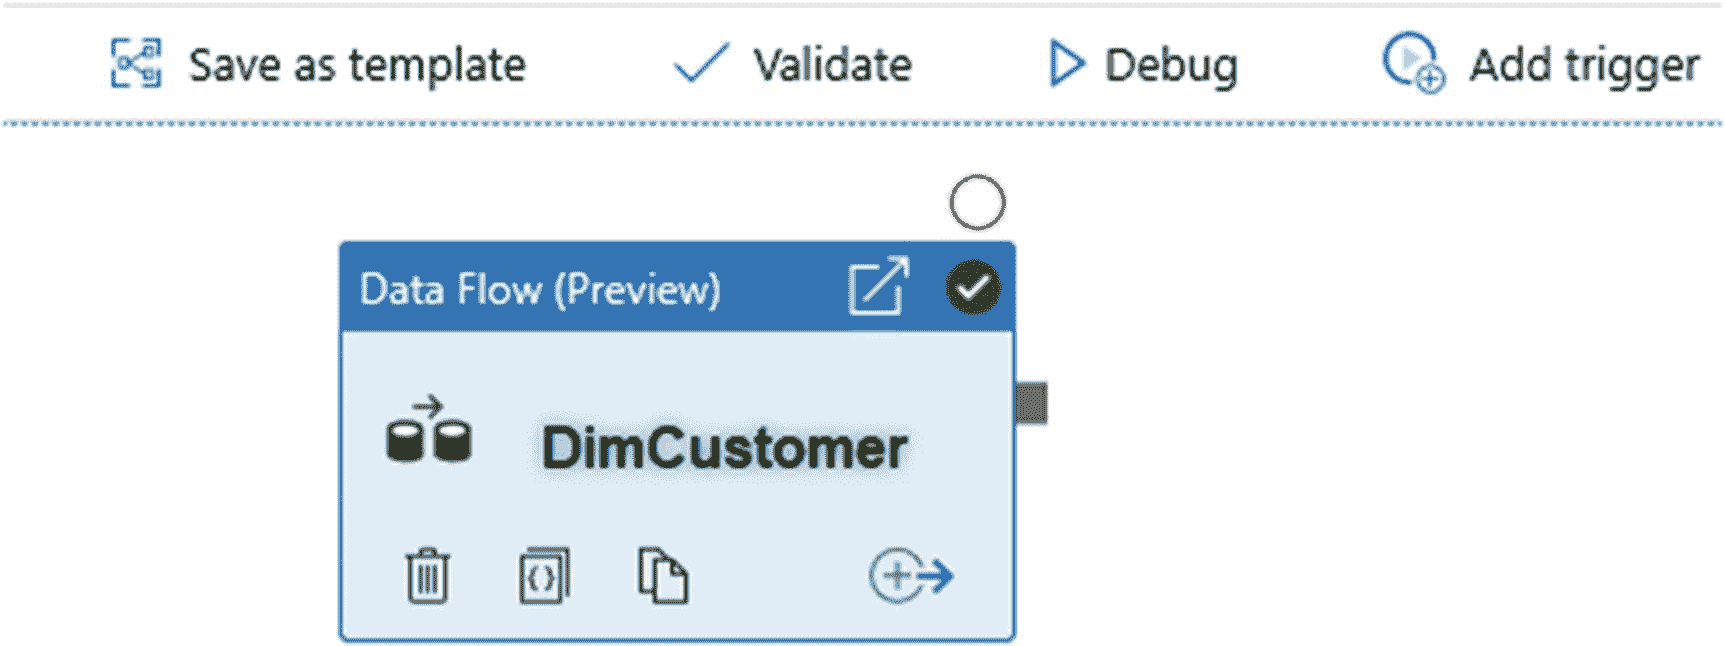 Save as template Validate Debug Add trigger
Data Flow (Preview)
DimCustomer